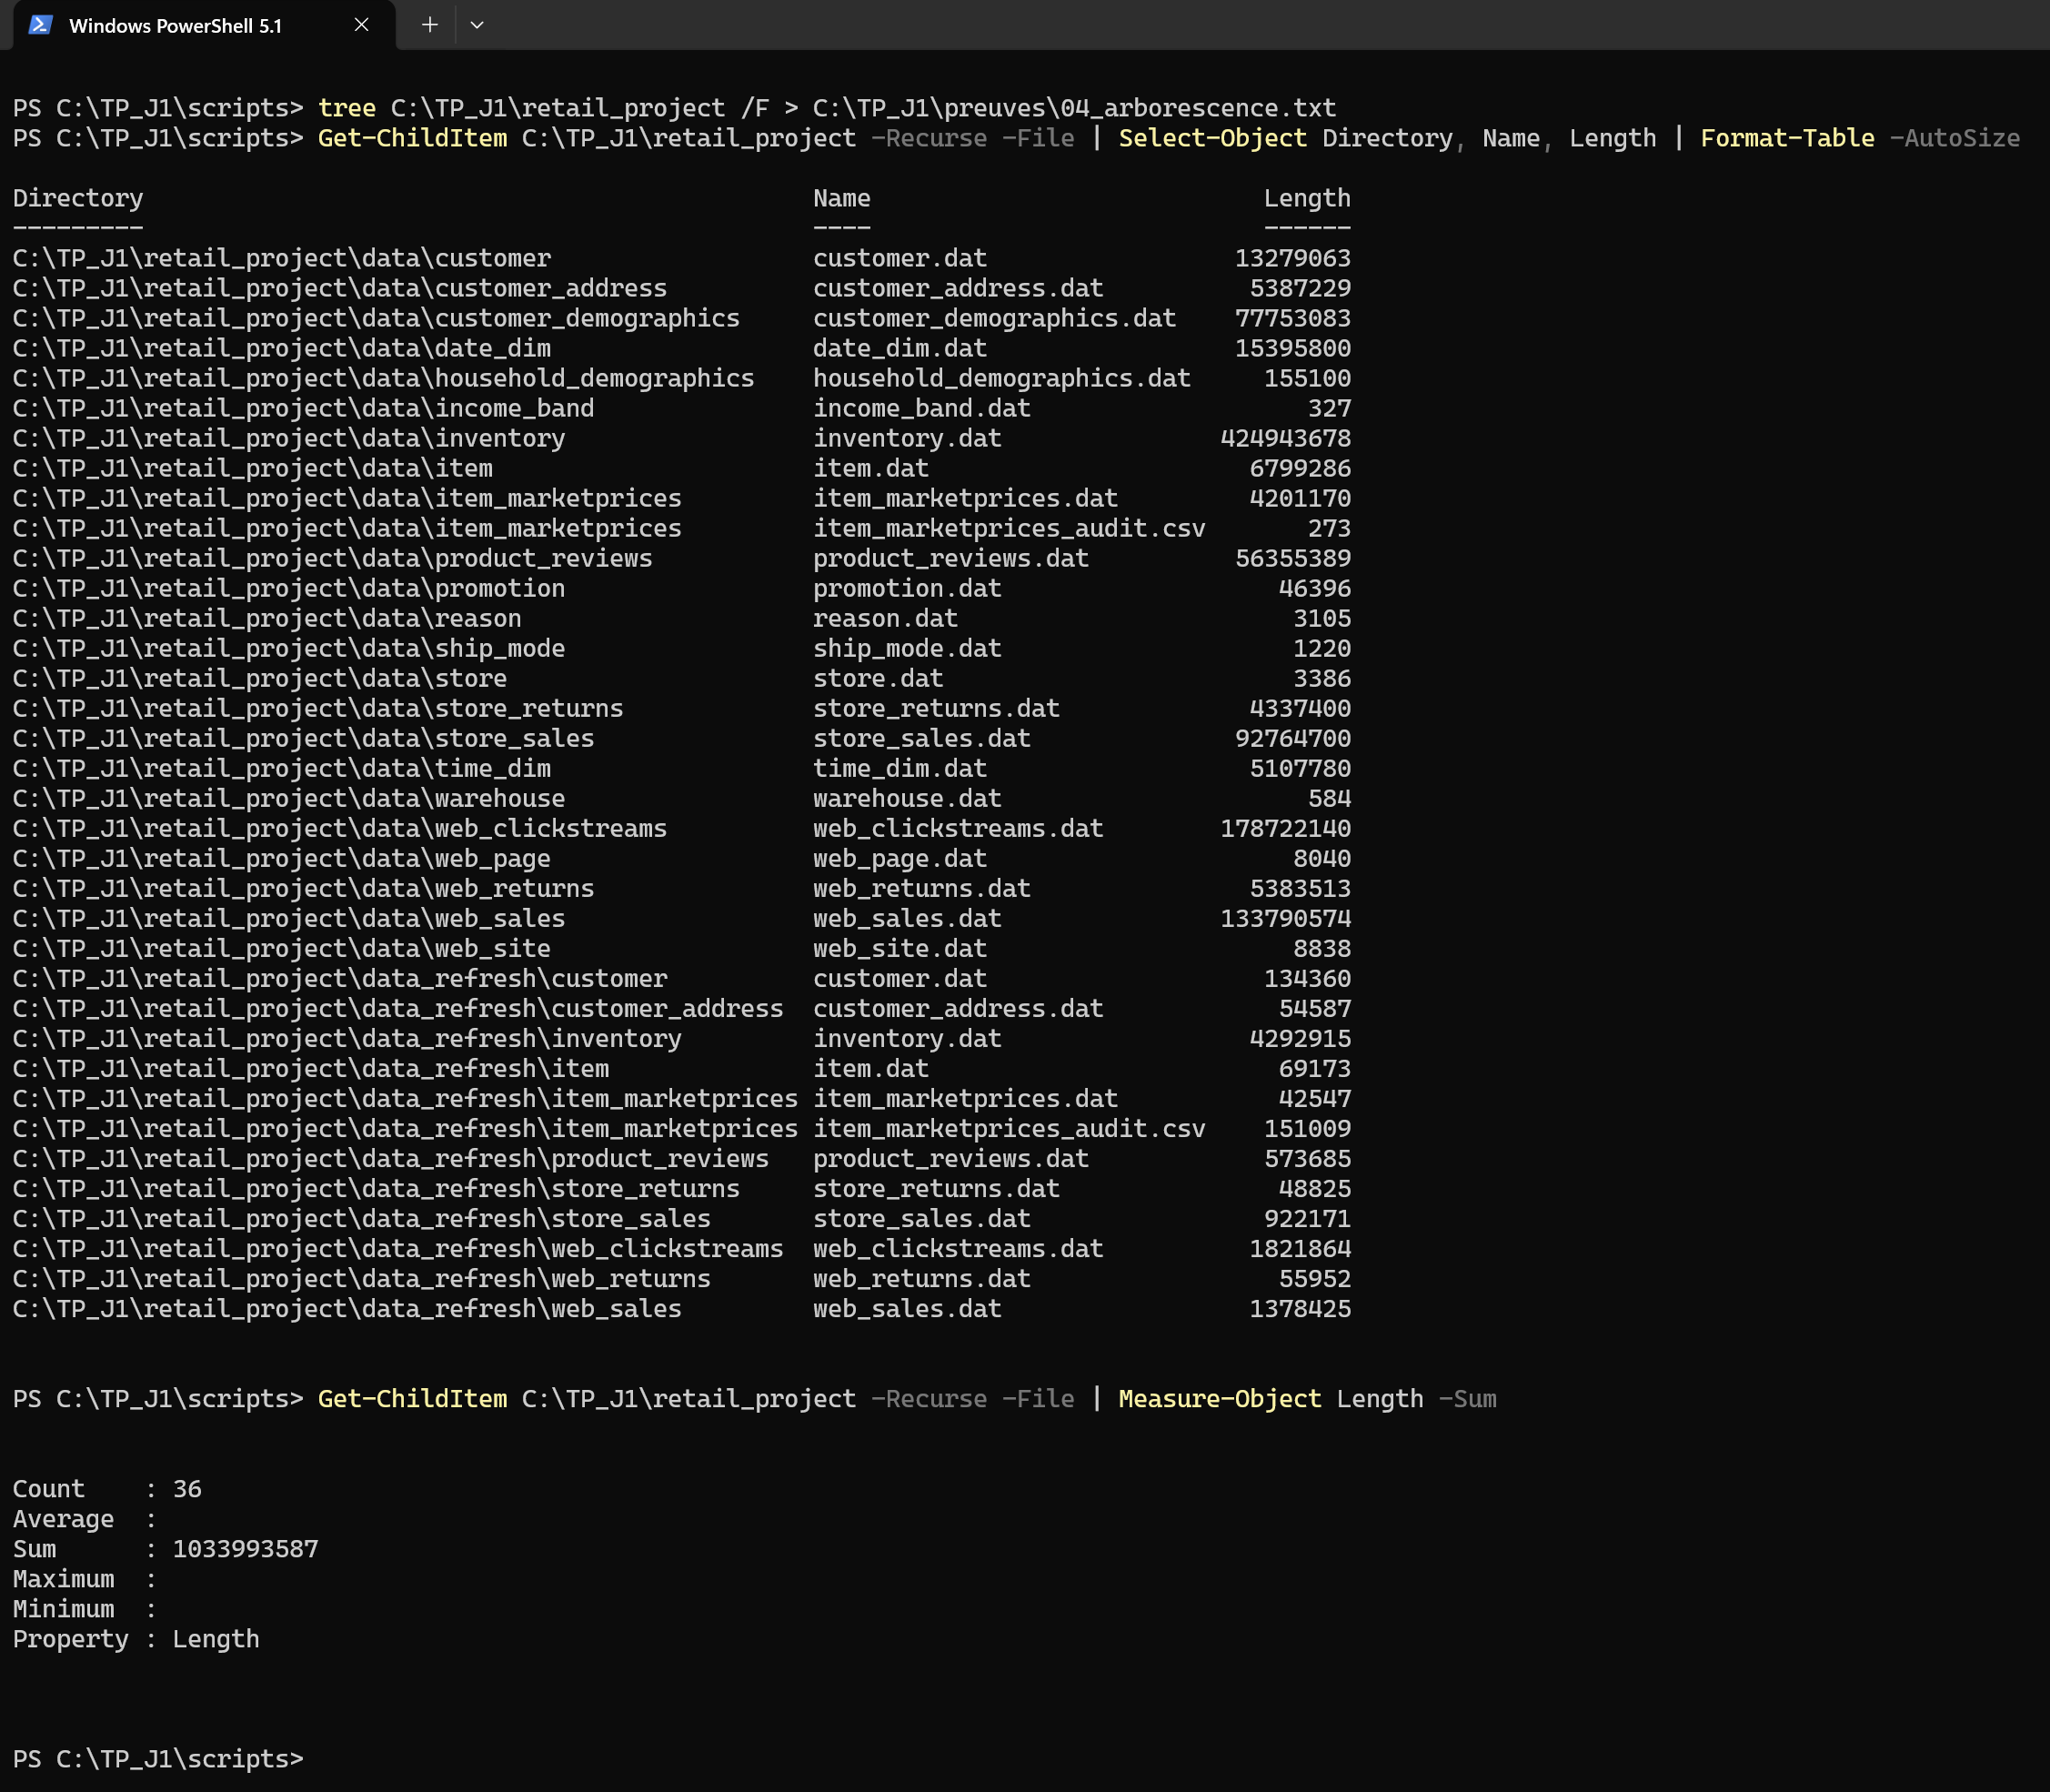 Windows PowerShell 5.1
PS C:\TP_J1\scripts> tree C:\TP_J1\retail_project /F > C:\TP_J1\preuves\04_arborescence.txt
PS C:\TP_J1\scripts> Get-ChildItem C:\TP_J1\retail_project -Recurse -File | Select-Object Directory, Name, Length | Format-Table -AutoSize
Directory Name Length
--------- ---- ------
C:\TP_J1\retail_project\data\customer customer.dat 13279063
C:\TP_J1\retail_project\data\customer_address customer_address.dat 5387229
C:\TP_J1\retail_project\data\customer_demographics customer_demographics.dat 77753083
C:\TP_J1\retail_project\data\date_dim date_dim.dat 15395800
C:\TP_J1\retail_project\data\household_demographics household_demographics.dat 155100
C:\TP_J1\retail_project\data\income_band income_band.dat 327
C:\TP_J1\retail_project\data\inventory inventory.dat 424943678
C:\TP_J1\retail_project\data\item item.dat 6799286
C:\TP_J1\retail_project\data\item_marketprices item_marketprices.dat 4201170
C:\TP_J1\retail_project\data\item_marketprices item_marketprices_audit.csv 273
C:\TP_J1\retail_project\data\product_reviews product_reviews.dat 56355389
C:\TP_J1\retail_project\data\promotion promotion.dat 46396
C:\TP_J1\retail_project\data\reason reason.dat 3105
C:\TP_J1\retail_project\data\ship_mode ship_mode.dat 1220
C:\TP_J1\retail_project\data\store store.dat 3386
C:\TP_J1\retail_project\data\store_returns store_returns.dat 4337400
C:\TP_J1\retail_project\data\store_sales store_sales.dat 92764700
C:\TP_J1\retail_project\data\time_dim time_dim.dat 5107780
C:\TP_J1\retail_project\data\warehouse warehouse.dat 584
C:\TP_J1\retail_project\data\web_clickstreams web_clickstreams.dat 178722140
C:\TP_J1\retail_project\data\web_page web_page.dat 8040
C:\TP_J1\retail_project\data\web_returns web_returns.dat 5383513
C:\TP_J1\retail_project\data\web_sales web_sales.dat 133790574
C:\TP_J1\retail_project\data\web_site web_site.dat 8838
C:\TP_J1\retail_project\data_refresh\customer customer.dat 134360
C:\TP_J1\retail_project\data_refresh\customer_address customer_address.dat 54587
C:\TP_J1\retail_project\data_refresh\inventory inventory.dat 4292915
C:\TP_J1\retail_project\data_refresh\item item.dat 69173
C:\TP_J1\retail_project\data_refresh\item_marketprices item_marketprices.dat 42547
C:\TP_J1\retail_project\data_refresh\item_marketprices item_marketprices_audit.csv 151009
C:\TP_J1\retail_project\data_refresh\product_reviews product_reviews.dat 573685
C:\TP_J1\retail_project\data_refresh\store_returns store_returns.dat 48825
C:\TP_J1\retail_project\data_refresh\store_sales store_sales.dat 922171
C:\TP_J1\retail_project\data_refresh\web_clickstreams web_clickstreams.dat 1821864
C:\TP_J1\retail_project\data_refresh\web_returns web_returns.dat 55952
C:\TP_J1\retail_project\data_refresh\web_sales web_sales.dat 1378425
PS C:\TP_J1\scripts> Get-ChildItem C:\TP_J1\retail_project -Recurse -File | Measure-Object Length -Sum
Count : 36
Average :
Sum : 1033993587
Maximum :
Minimum :
Property : Length
PS C:\TP_J1\scripts>